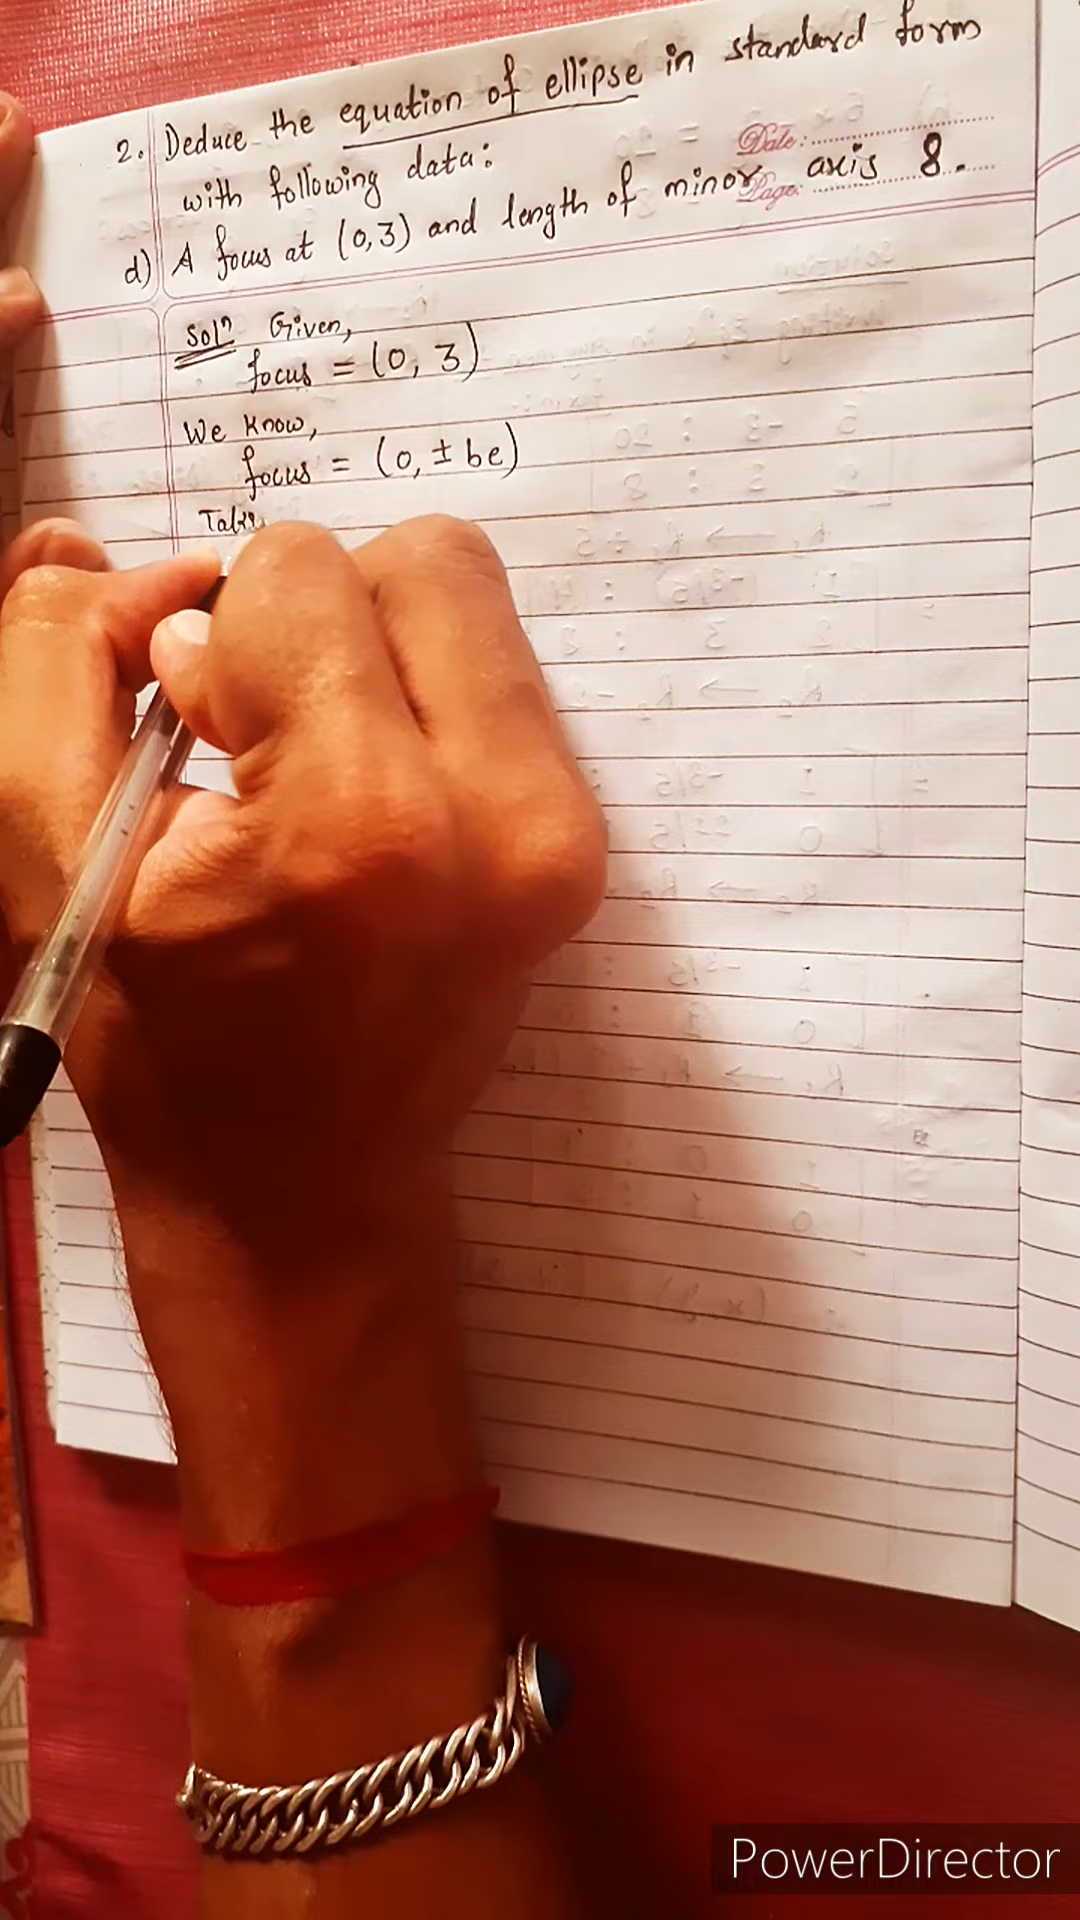 2. Deduce the equation of ellipse in standard form
with following data:
Date:
Page:
d) A focus at (0,3) and length of minor axis 8.
Solⁿ Given,
focus = (0, 3)
We Know,
focus = (0, ± be)
PowerDirector